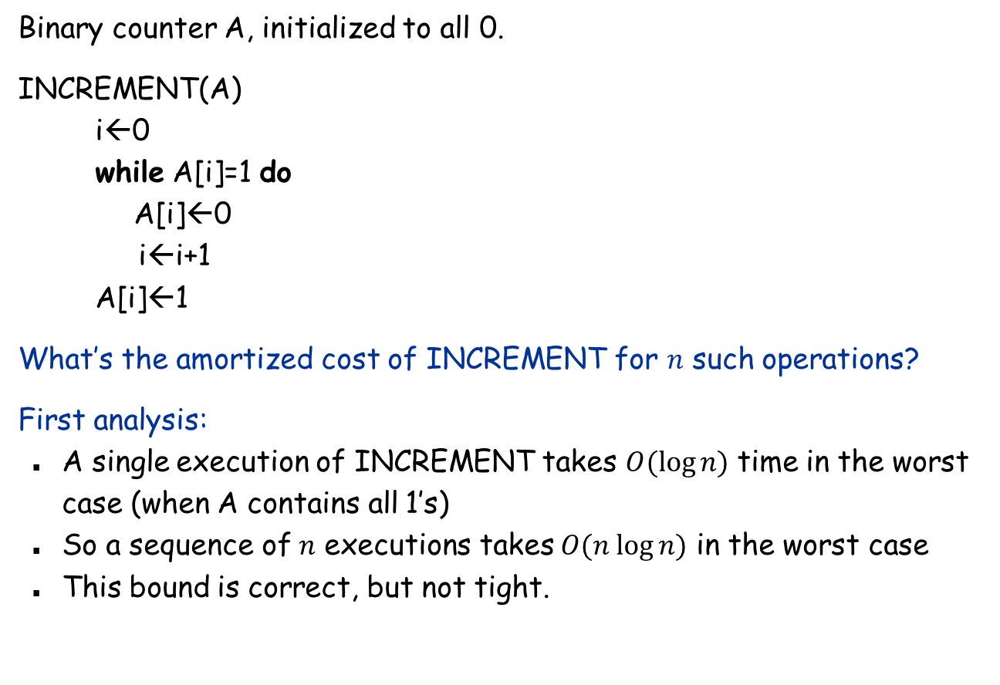 Binary counter A, initialized to all 0.
INCREMENT(A)
i←0
while A[i]=1 do
A[i]←0
i←i+1
A[i]←1
What's the amortized cost of INCREMENT for n such operations?
First analysis:
▪ A single execution of INCREMENT takes O(log n) time in the worst
case (when A contains all 1's)
▪ So a sequence of n executions takes O(n log n) in the worst case
▪ This bound is correct, but not tight.